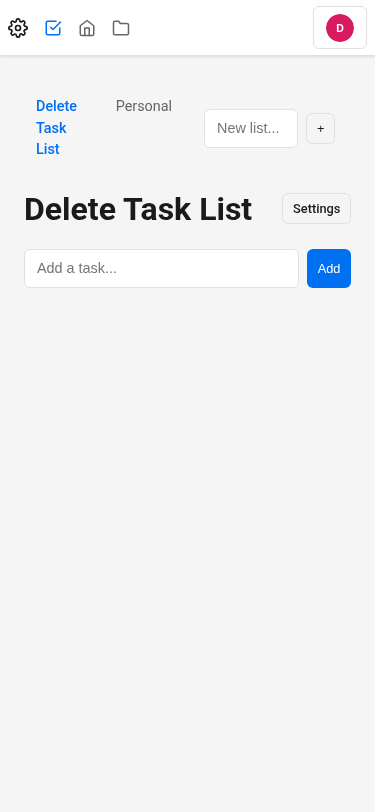 D
Delete
Task
List
Personal
New list...
+
Delete Task List
Settings
Add a task...
Add